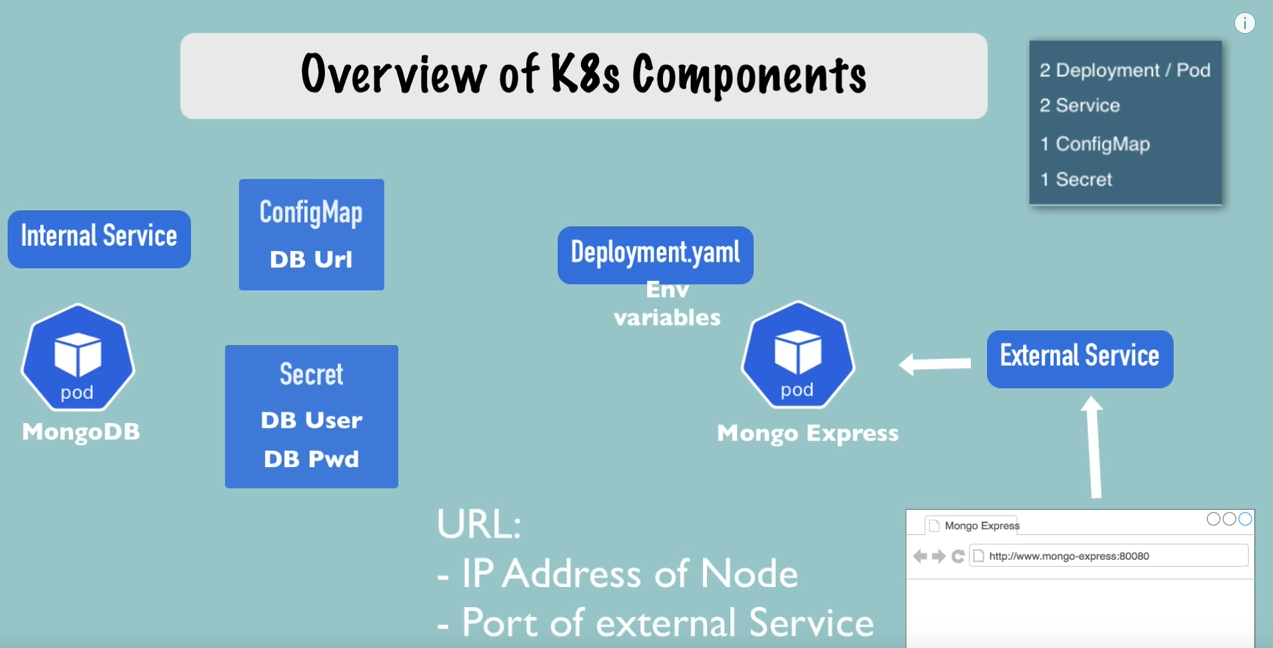 Overview of K8s Components
i
2 Deployment / Pod
2 Service
1 ConfigMap
1 Secret
Internal Service
ConfigMap
DB Url
Deployment.yaml
Env
variables
pod
MongoDB
Secret
DB User
DB Pwd
pod
Mongo Express
External Service
URL:
- IP Address of Node
- Port of external Service
Mongo Express
http://www.mongo-express:80080